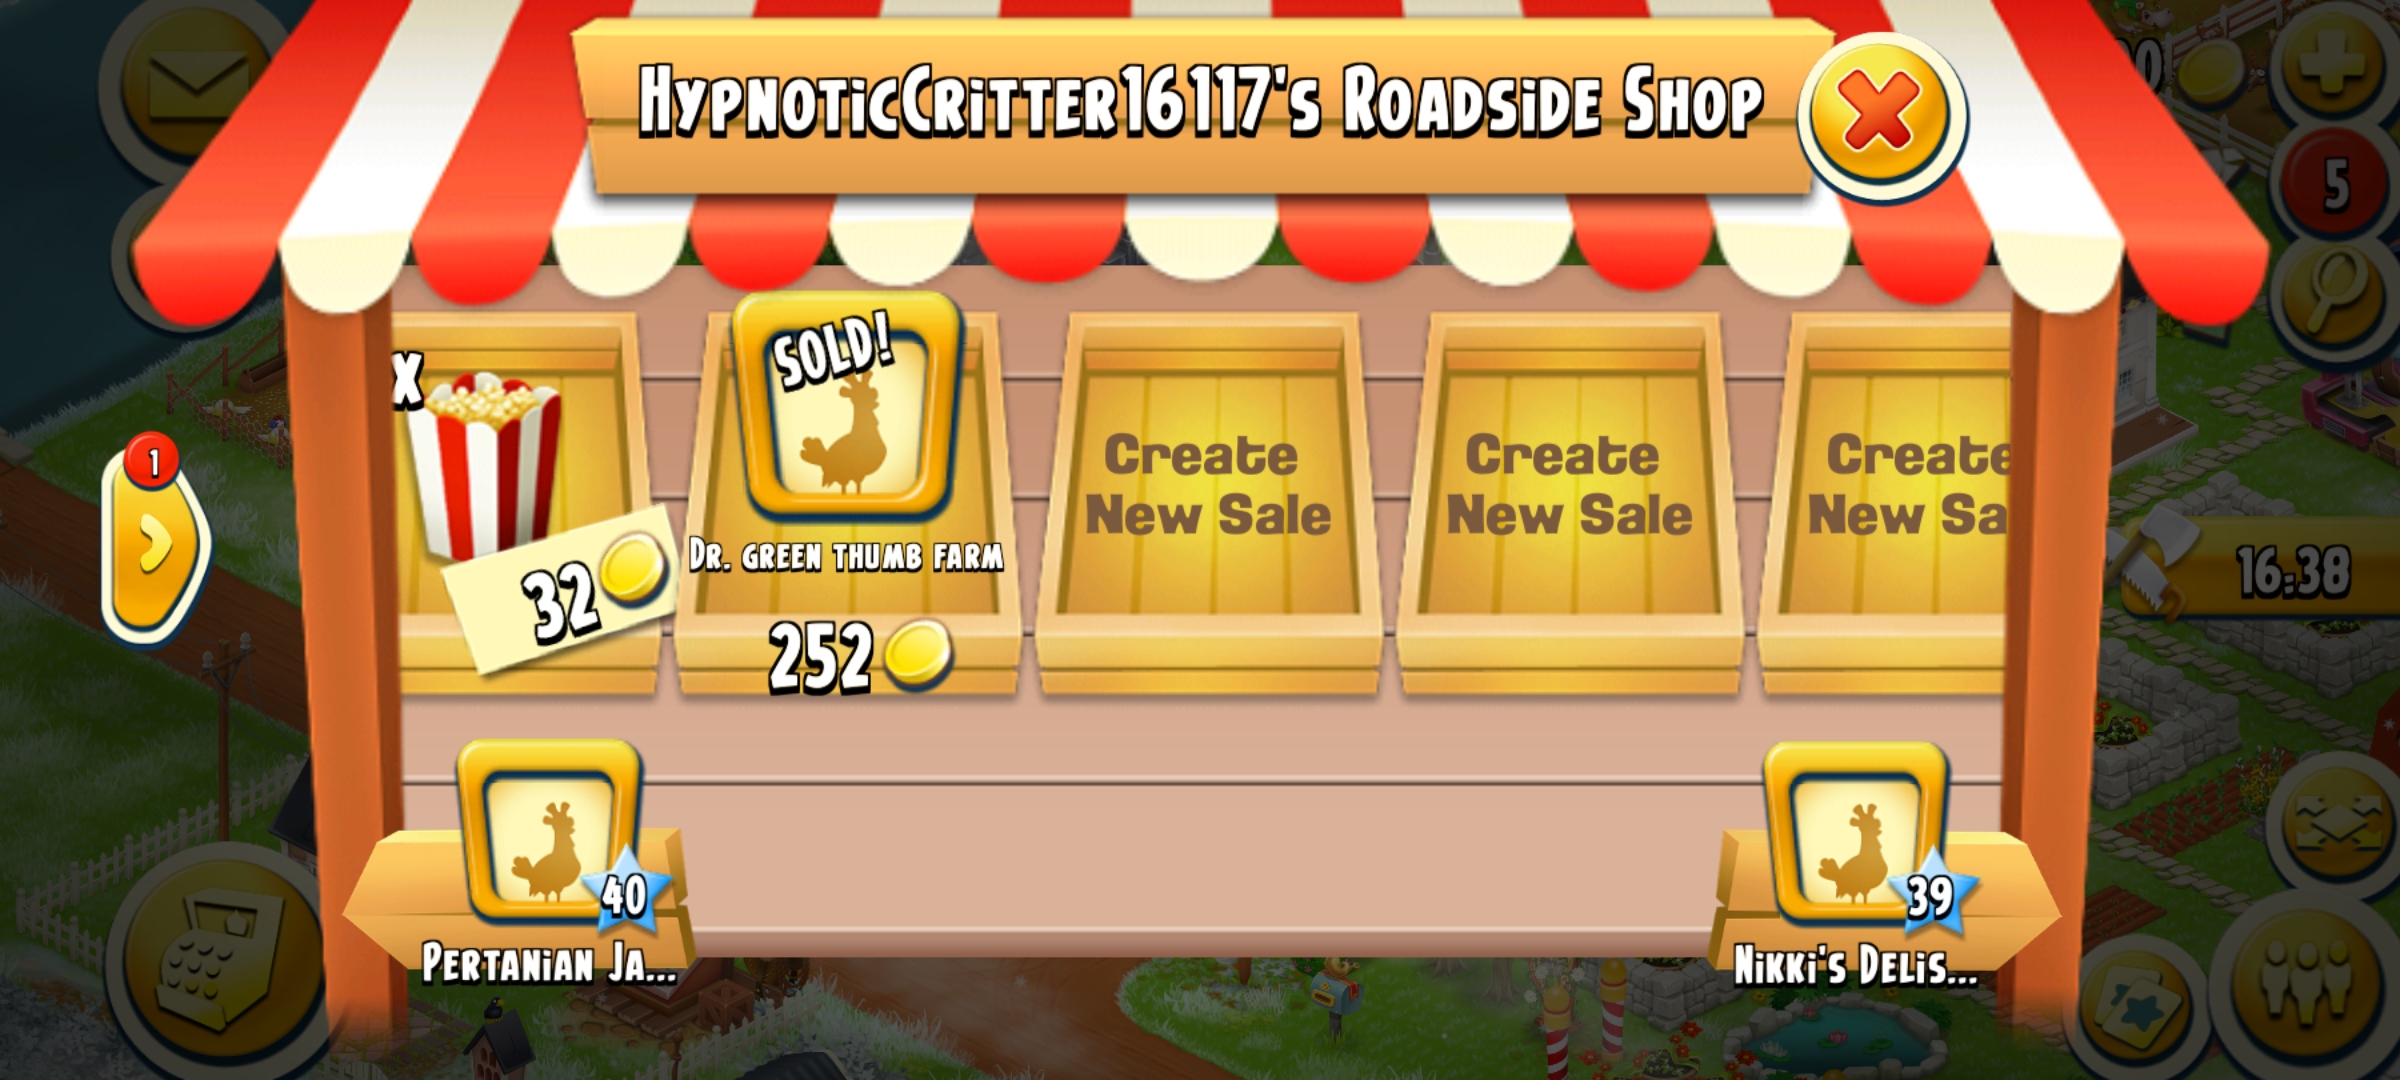 HypnoticCritter16117's Roadside Shop
5
X
SOLD!
Create
New Sale
Create
New Sale
Create
New Sa
1
32
Dr. green thumb farm
252
16:38
40
39
Pertanian Ja...
Nikki's Delis...